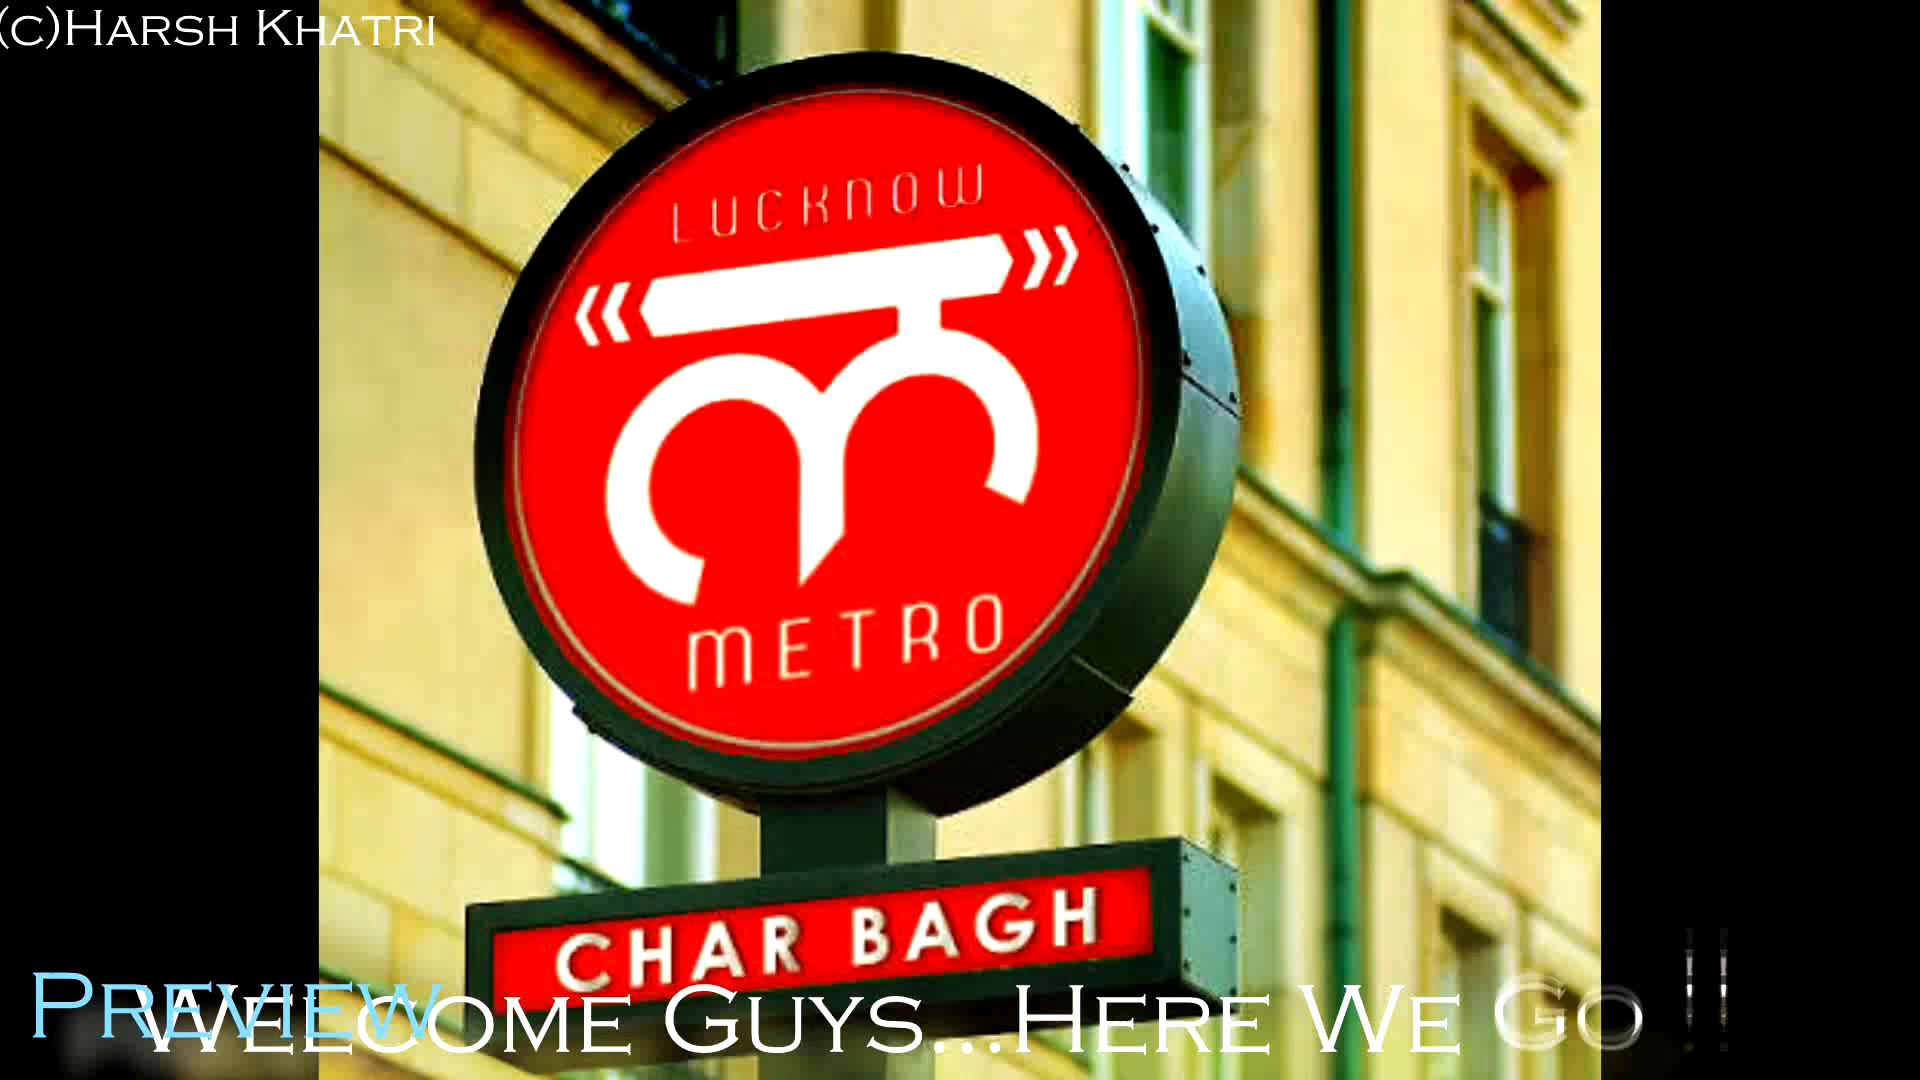 (C)HARSH KHATRI
LUCKNOW
METRO
CHAR BAGH
PREVIEW
WELCOME GUYS...HERE WE GO !!